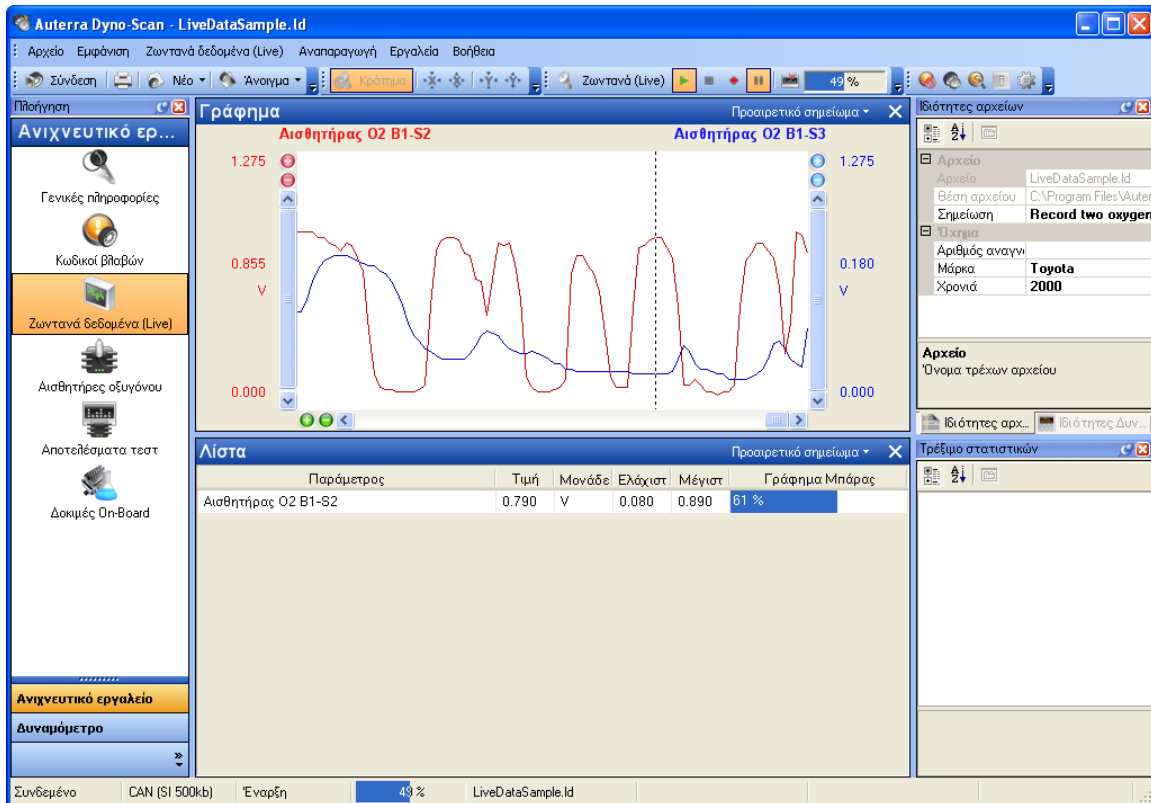 Auterra Dyno-Scan - LiveDataSample.ld
Αρχείο Εμφάνιση Ζωντανά δεδομένα (Live) Αναπαραγωγή Εργαλεία Βοήθεια
Σύνδεση Νέο Άνοιγμα Κράτημα Ζωντανά (Live) 49 %
Πλοήγηση
Ανιχνευτικό ερ...
Γενικές πληροφορίες
Κωδικοί βλαβών
Ζωντανά δεδομένα (Live)
Αισθητήρες οξυγόνου
Αποτελέσματα τεστ
Δοκιμές On-Board
Ανιχνευτικό εργαλείο
Δυναμόμετρο
Γράφημα Προαιρετικό σημείωμα
Αισθητήρας O2 B1-S2 Αισθητήρας O2 B1-S3
1.275 1.275
0.855 0.180
V V
0.000 0.000
Λίστα Προαιρετικό σημείωμα
Παράμετρος Τιμή Μονάδε Ελάχιστ Μέγιστ Γράφημα Μπάρας
Αισθητήρας O2 B1-S2 0.790 V 0.080 0.890 61 %
Ιδιότητες αρχείων
Αρχείο
Αρχείο LiveDataSample.ld
Θέση αρχείου C:\Program Files\Auter
Σημείωση Record two oxygen
Όχημα
Αριθμός αναγνι
Μάρκα Toyota
Χρονιά 2000
Αρχείο
Όνομα τρέχων αρχείου
Ιδιότητες αρχ... Ιδιότητες Δυν...
Τρέξιμο στατιστικών
Συνδεμένο CAN (SI 500kb) Έναρξη 49 % LiveDataSample.ld